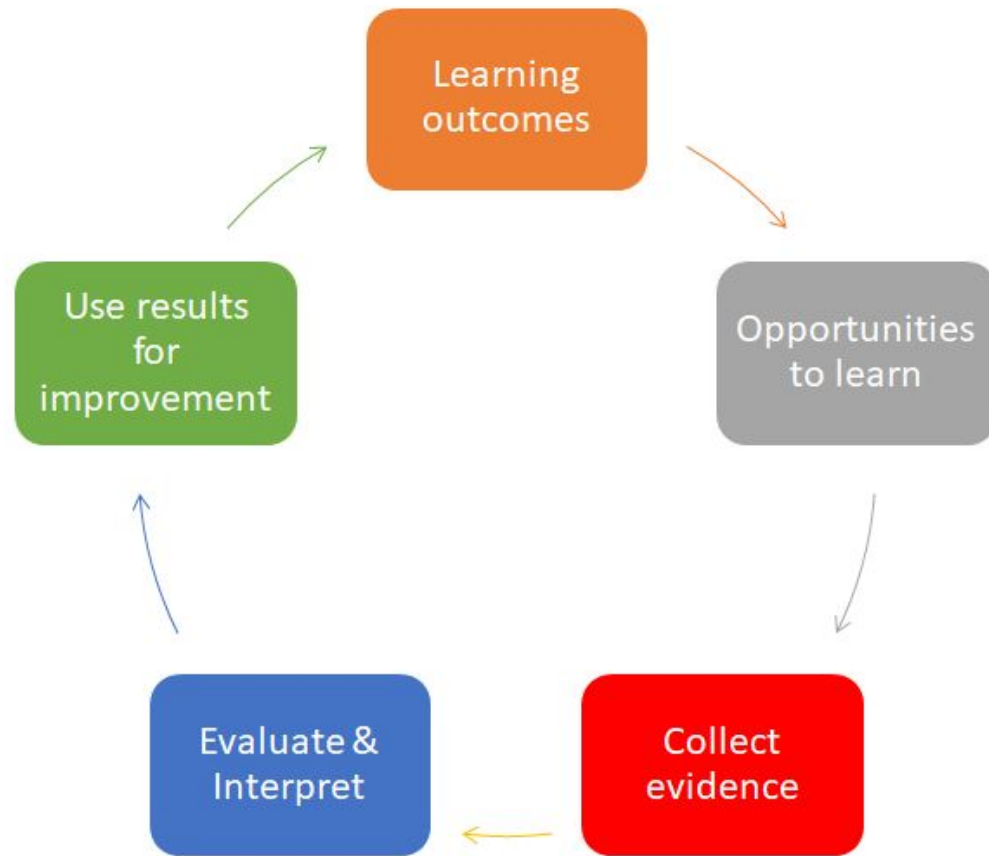 Learning
outcomes
Opportunities
to learn
Collect
evidence
Evaluate &
Interpret
Use results
for
improvement